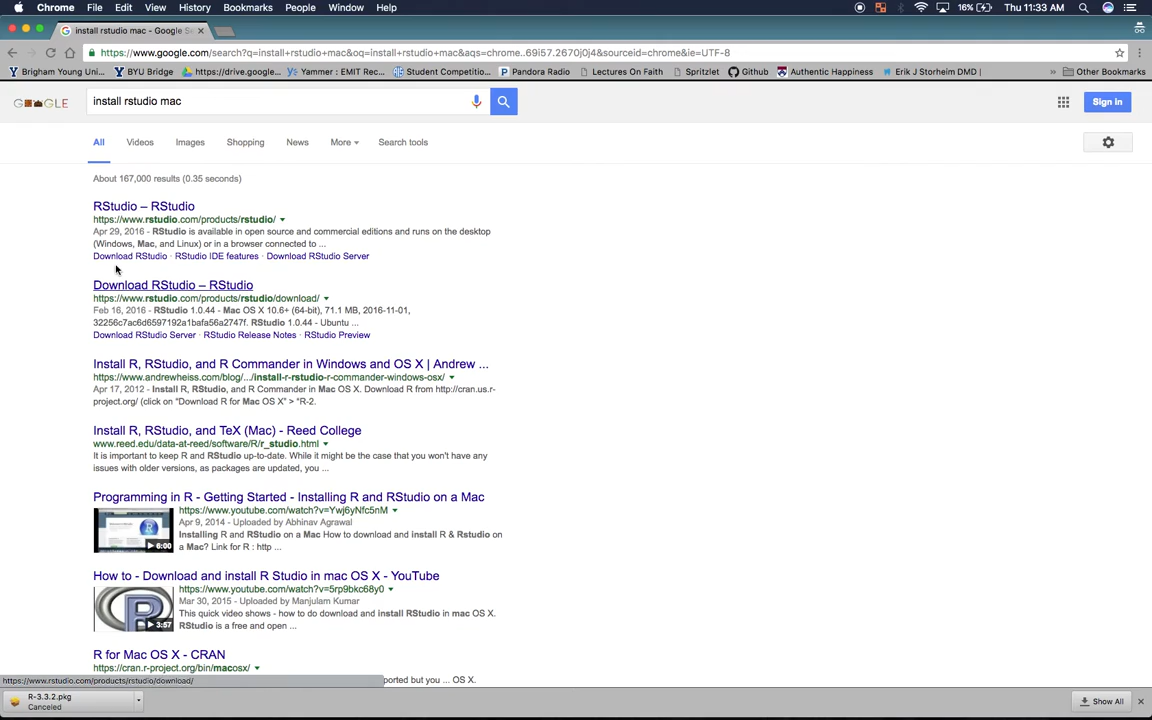 Chrome File Edit View History Bookmarks People Window Help 16% Thu 11:33 AM
install rstudio mac - Google Se
https://www.google.com/search?q=install+rstudio+mac&oq=install+rstudio+mac&aqs=chrome..69i57.2670j0j4&sourceid=chrome&ie=UTF-8
Brigham Young Uni... BYU Bridge https://drive.google... Yammer : EMIT Rec... Student Competitio... Pandora Radio Lectures On Faith Spritzlet Github Authentic Happiness Erik J Storheim DMD | » Other Bookmarks
install rstudio mac Sign in
All Videos Images Shopping News More Search tools
About 167,000 results (0.35 seconds)
RStudio – RStudio
https://www.rstudio.com/products/rstudio/
Apr 29, 2016 - RStudio is available in open source and commercial editions and runs on the desktop
(Windows, Mac, and Linux) or in a browser connected to ...
Download RStudio · RStudio IDE features · Download RStudio Server
Download RStudio – RStudio
https://www.rstudio.com/products/rstudio/download/
Feb 16, 2016 - RStudio 1.0.44 - Mac OS X 10.6+ (64-bit), 71.1 MB, 2016-11-01,
32256c7ac6d6597192a1bafa56a2747f. RStudio 1.0.44 - Ubuntu ...
Download RStudio Server · RStudio Release Notes · RStudio Preview
Install R, RStudio, and R Commander in Windows and OS X | Andrew ...
https://www.andrewheiss.com/blog/.../install-r-rstudio-r-commander-windows-osx/
Apr 17, 2012 - Install R, RStudio, and R Commander in Mac OS X. Download R from http://cran.us.r-
project.org/ (click on "Download R for Mac OS X" > "R-2.
Install R, RStudio, and TeX (Mac) - Reed College
www.reed.edu/data-at-reed/software/R/r_studio.html
It is important to keep R and RStudio up-to-date. While it might be the case that you won't have any
issues with older versions, as packages are updated, you ...
Programming in R - Getting Started - Installing R and RStudio on a Mac
https://www.youtube.com/watch?v=Ywj6yNfc5nM
Apr 9, 2014 - Uploaded by Abhinav Agrawal
Installing R and RStudio on a Mac How to download and install R & Rstudio on
a Mac? Link for R : http ...
6:00
How to - Download and install R Studio in mac OS X - YouTube
https://www.youtube.com/watch?v=5rp9bkc68y0
Mar 30, 2015 - Uploaded by Manjulam Kumar
This quick video shows - how to do download and install RStudio in mac OS X.
RStudio is a free and open ...
3:57
R for Mac OS X - CRAN
https://cran.r-project.org/bin/macosx/
https://www.rstudio.com/products/rstudio/download/ ported but you ... OS X.
R-3.3.2.pkg
Canceled
Show All